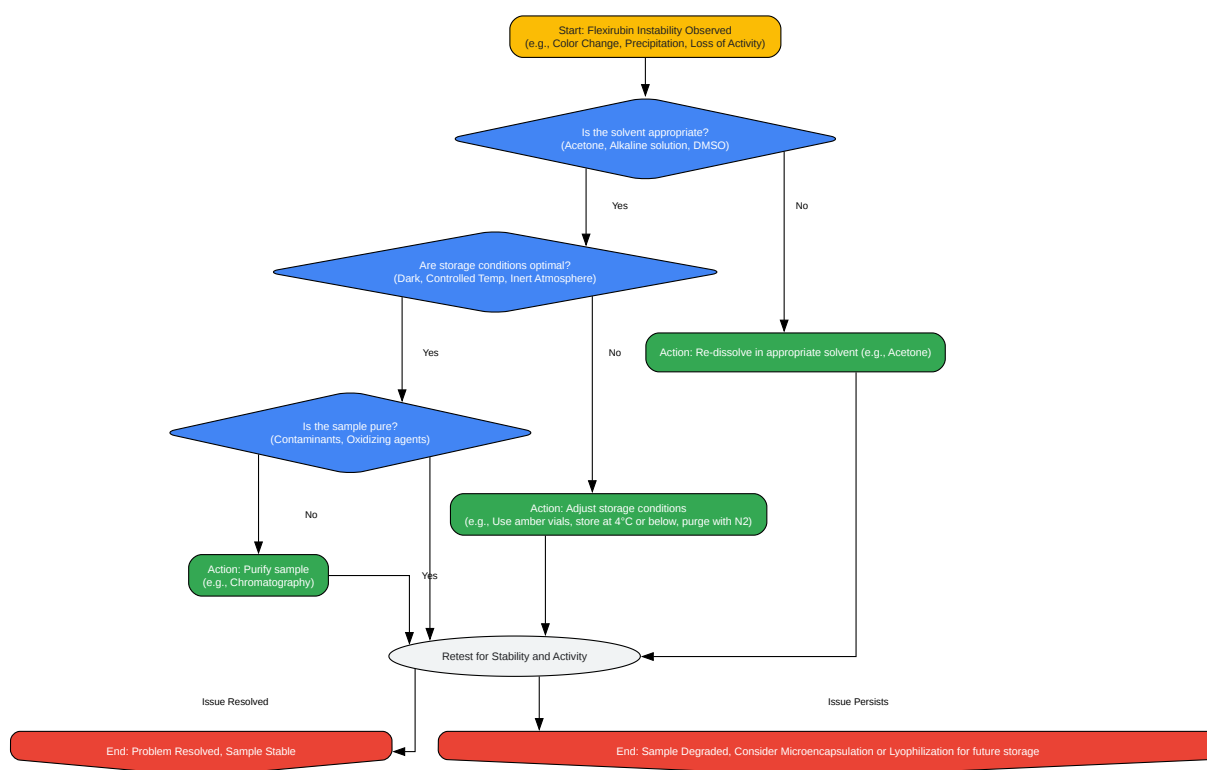 Start: Flexirubin Instability Observed
(e.g., Color Change, Precipitation, Loss of Activity)
Is the solvent appropriate?
(Acetone, Alkaline solution, DMSO)
Yes
No
Are storage conditions optimal?
(Dark, Controlled Temp, Inert Atmosphere)
Yes
No
Action: Re-dissolve in appropriate solvent (e.g., Acetone)
Is the sample pure?
(Contaminants, Oxidizing agents)
No
Action: Adjust storage conditions
(e.g., Use amber vials, store at 4°C or below, purge with N2)
Action: Purify sample
(e.g., Chromatography)
Yes
Retest for Stability and Activity
Issue Resolved
Issue Persists
End: Problem Resolved, Sample Stable
End: Sample Degraded, Consider Microencapsulation or Lyophilization for future storage